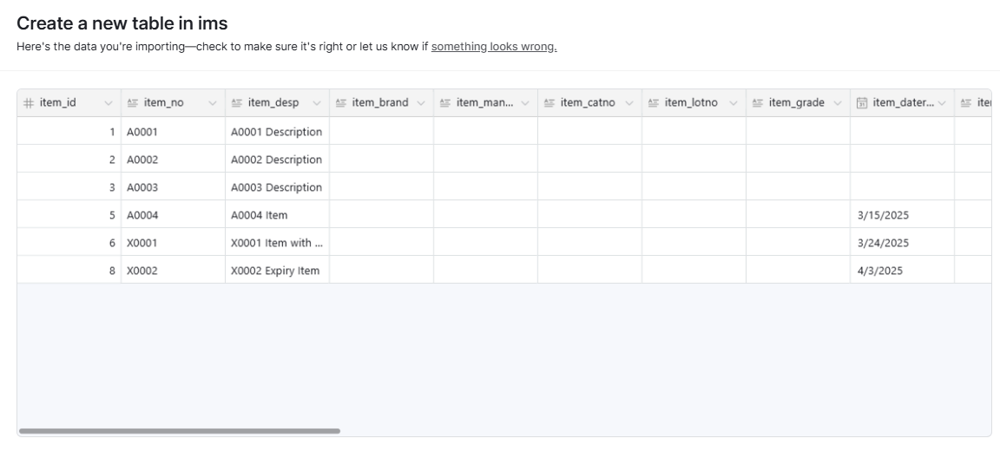 Create a new table in ims
Here's the data you're importing—check to make sure it's right or let us know if something looks wrong.
item_id item_no item_desp item_brand item_man... item_catno item_lotno item_grade item_dater...
1 A0001 A0001 Description
2 A0002 A0002 Description
3 A0003 A0003 Description
5 A0004 A0004 Item 3/15/2025
6 X0001 X0001 Item with ... 3/24/2025
8 X0002 X0002 Expiry Item 4/3/2025